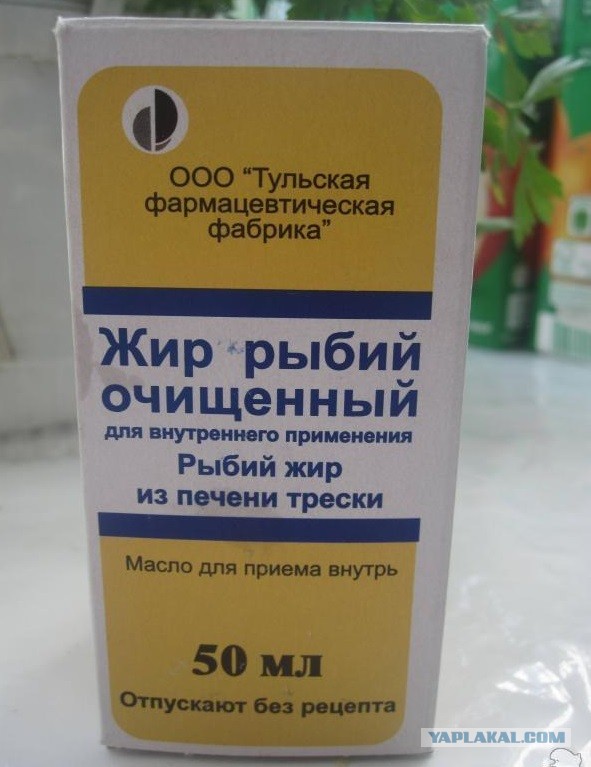 ООО “Тульская
фармацевтическая
фабрика”
Жир рыбий
очищенный
для внутреннего применения
Рыбий жир
из печени трески
Масло для приема внутрь
50 мл
Отпускают без рецепта
YAPLAKAL.COM